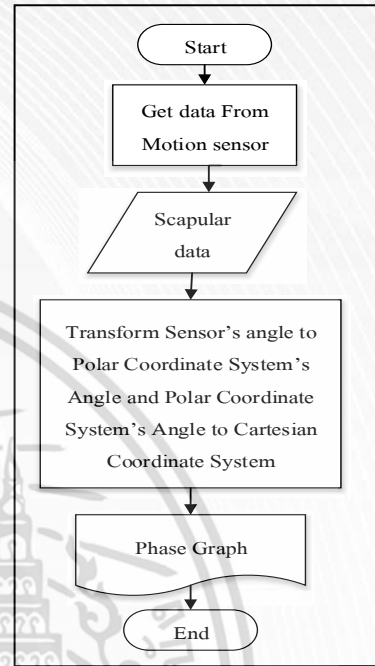 Start
Get data From
Motion sensor
Scapular
data
Transform Sensor's angle to
Polar Coordinate System's
Angle and Polar Coordinate
System's Angle to Cartesian
Coordinate System
Phase Graph
End